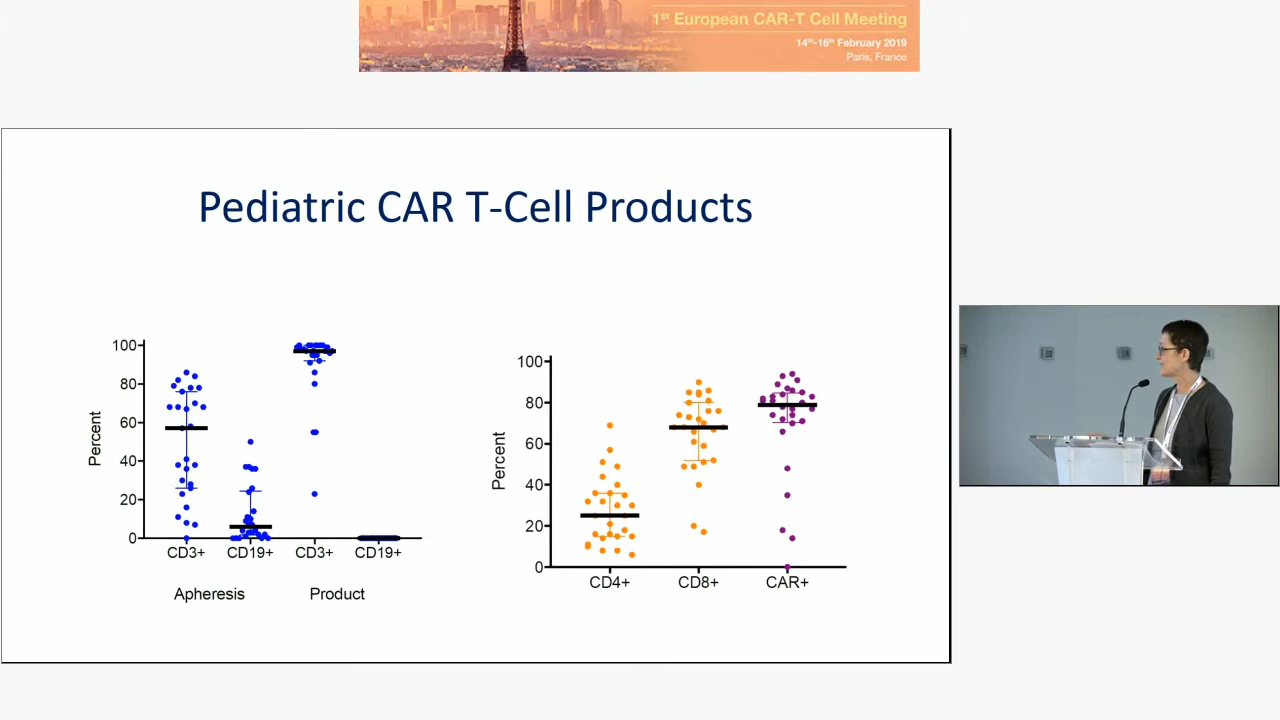 1st European CAR-T Cell Meeting
14th-16th February 2019
Paris, France
Pediatric CAR T-Cell Products
Percent
100
80
60
40
20
0
CD3+ CD19+ CD3+ CD19+
Apheresis Product
Percent
100
80
60
40
20
0
CD4+ CD8+ CAR+